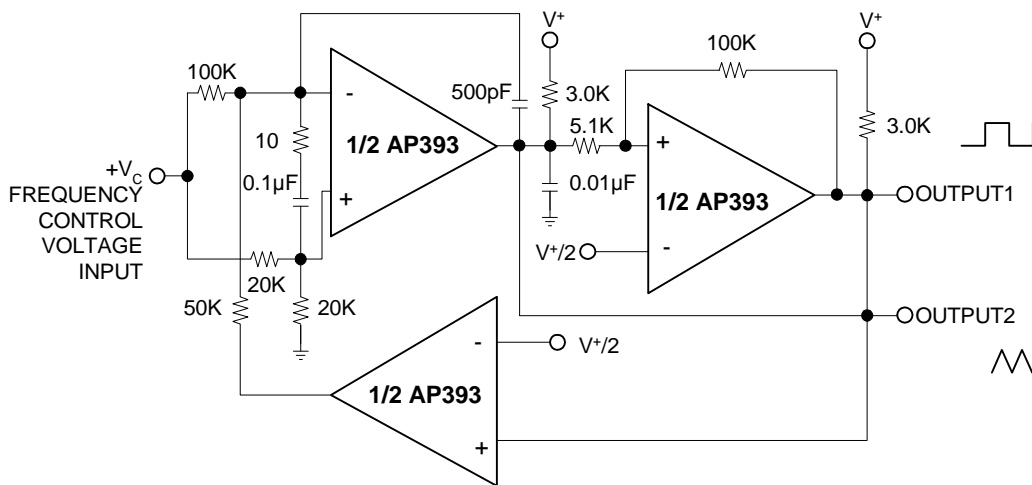 V⁺
V⁺
100K
100K
500pF
3.0K
3.0K
5.1K
-
1/2 AP393
+
10
0.1µF
+
1/2 AP393
-
0.01µF
+V_C
FREQUENCY
CONTROL
VOLTAGE
INPUT
OUTPUT1
V⁺/2
20K
50K
20K
OUTPUT2
-
V⁺/2
1/2 AP393
+